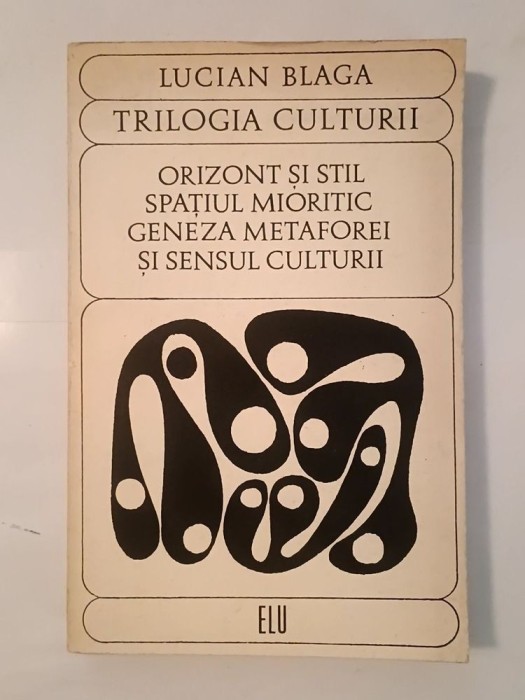 LUCIAN BLAGA
TRILOGIA CULTURII
ORIZONT ȘI STIL
SPAȚIUL MIORITIC
GENEZA METAFOREI
ȘI SENSUL CULTURII
ELU